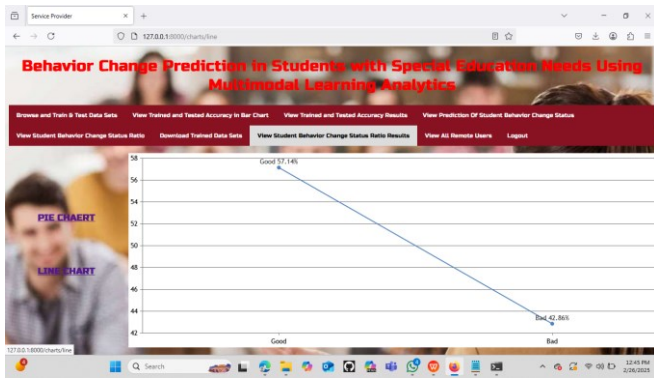 Service Provider
127.0.0.1:8000/charts/line
Behavior Change Prediction in Students with Special Education Needs Using
Multimodal Learning Analytics
Browse and Train & Test Data Sets View Trained and Tested Accuracy in Bar Chart View Trained and Tested Accuracy Results View Prediction Of Student Behavior Change Status
View Student Behavior Change Status Ratio Download Trained Data Sets View Student Behavior Change Status Ratio Results View All Remote Users Logout
PIE CHAERT
LINE CHART
58
Good 57.14%
56
54
52
50
48
46
44
Bad 42.86%
42
Good Bad
127.0.0.1:8000/charts/line
Search
12:45 PM
2/26/2025